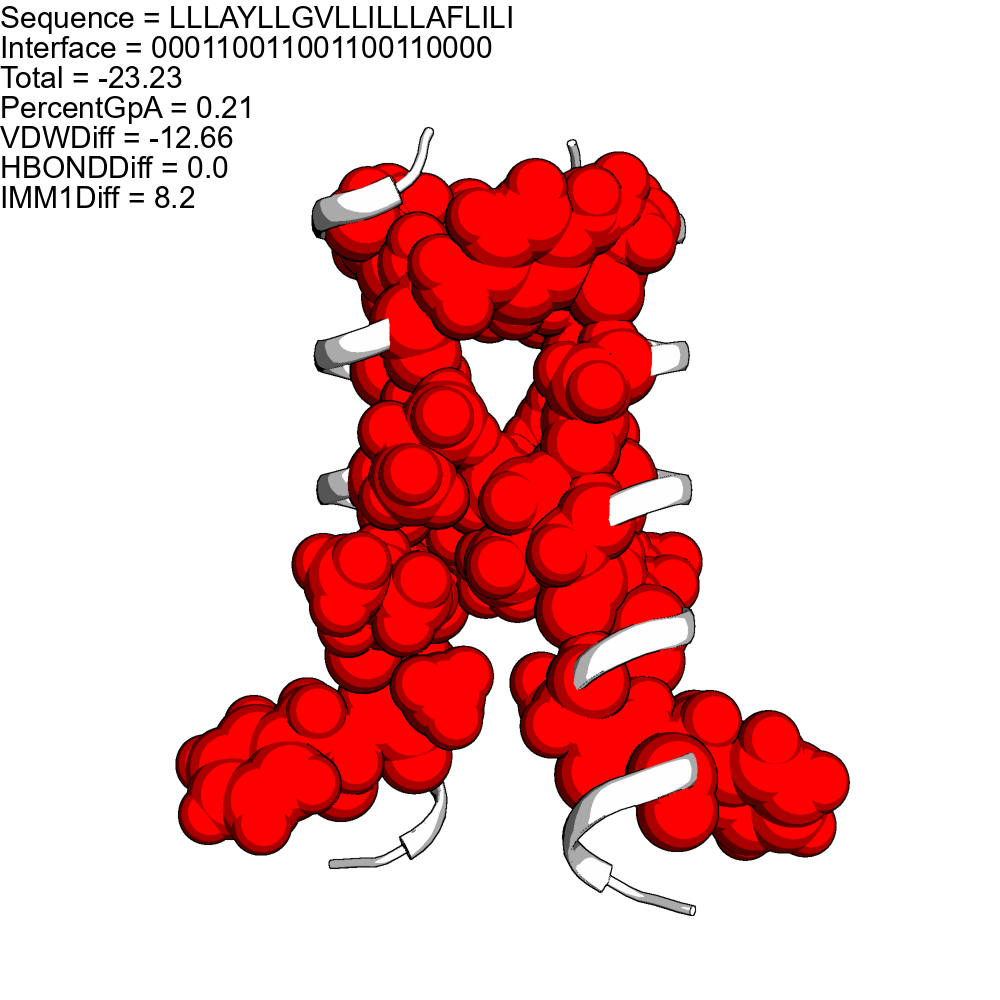 Sequence = LLLAYLLGVLLILLLAFLILI
Interface = 000110011001100110000
Total = -23.23
PercentGpA = 0.21
VDWDiff = -12.66
HBONDDiff = 0.0
IMM1Diff = 8.2